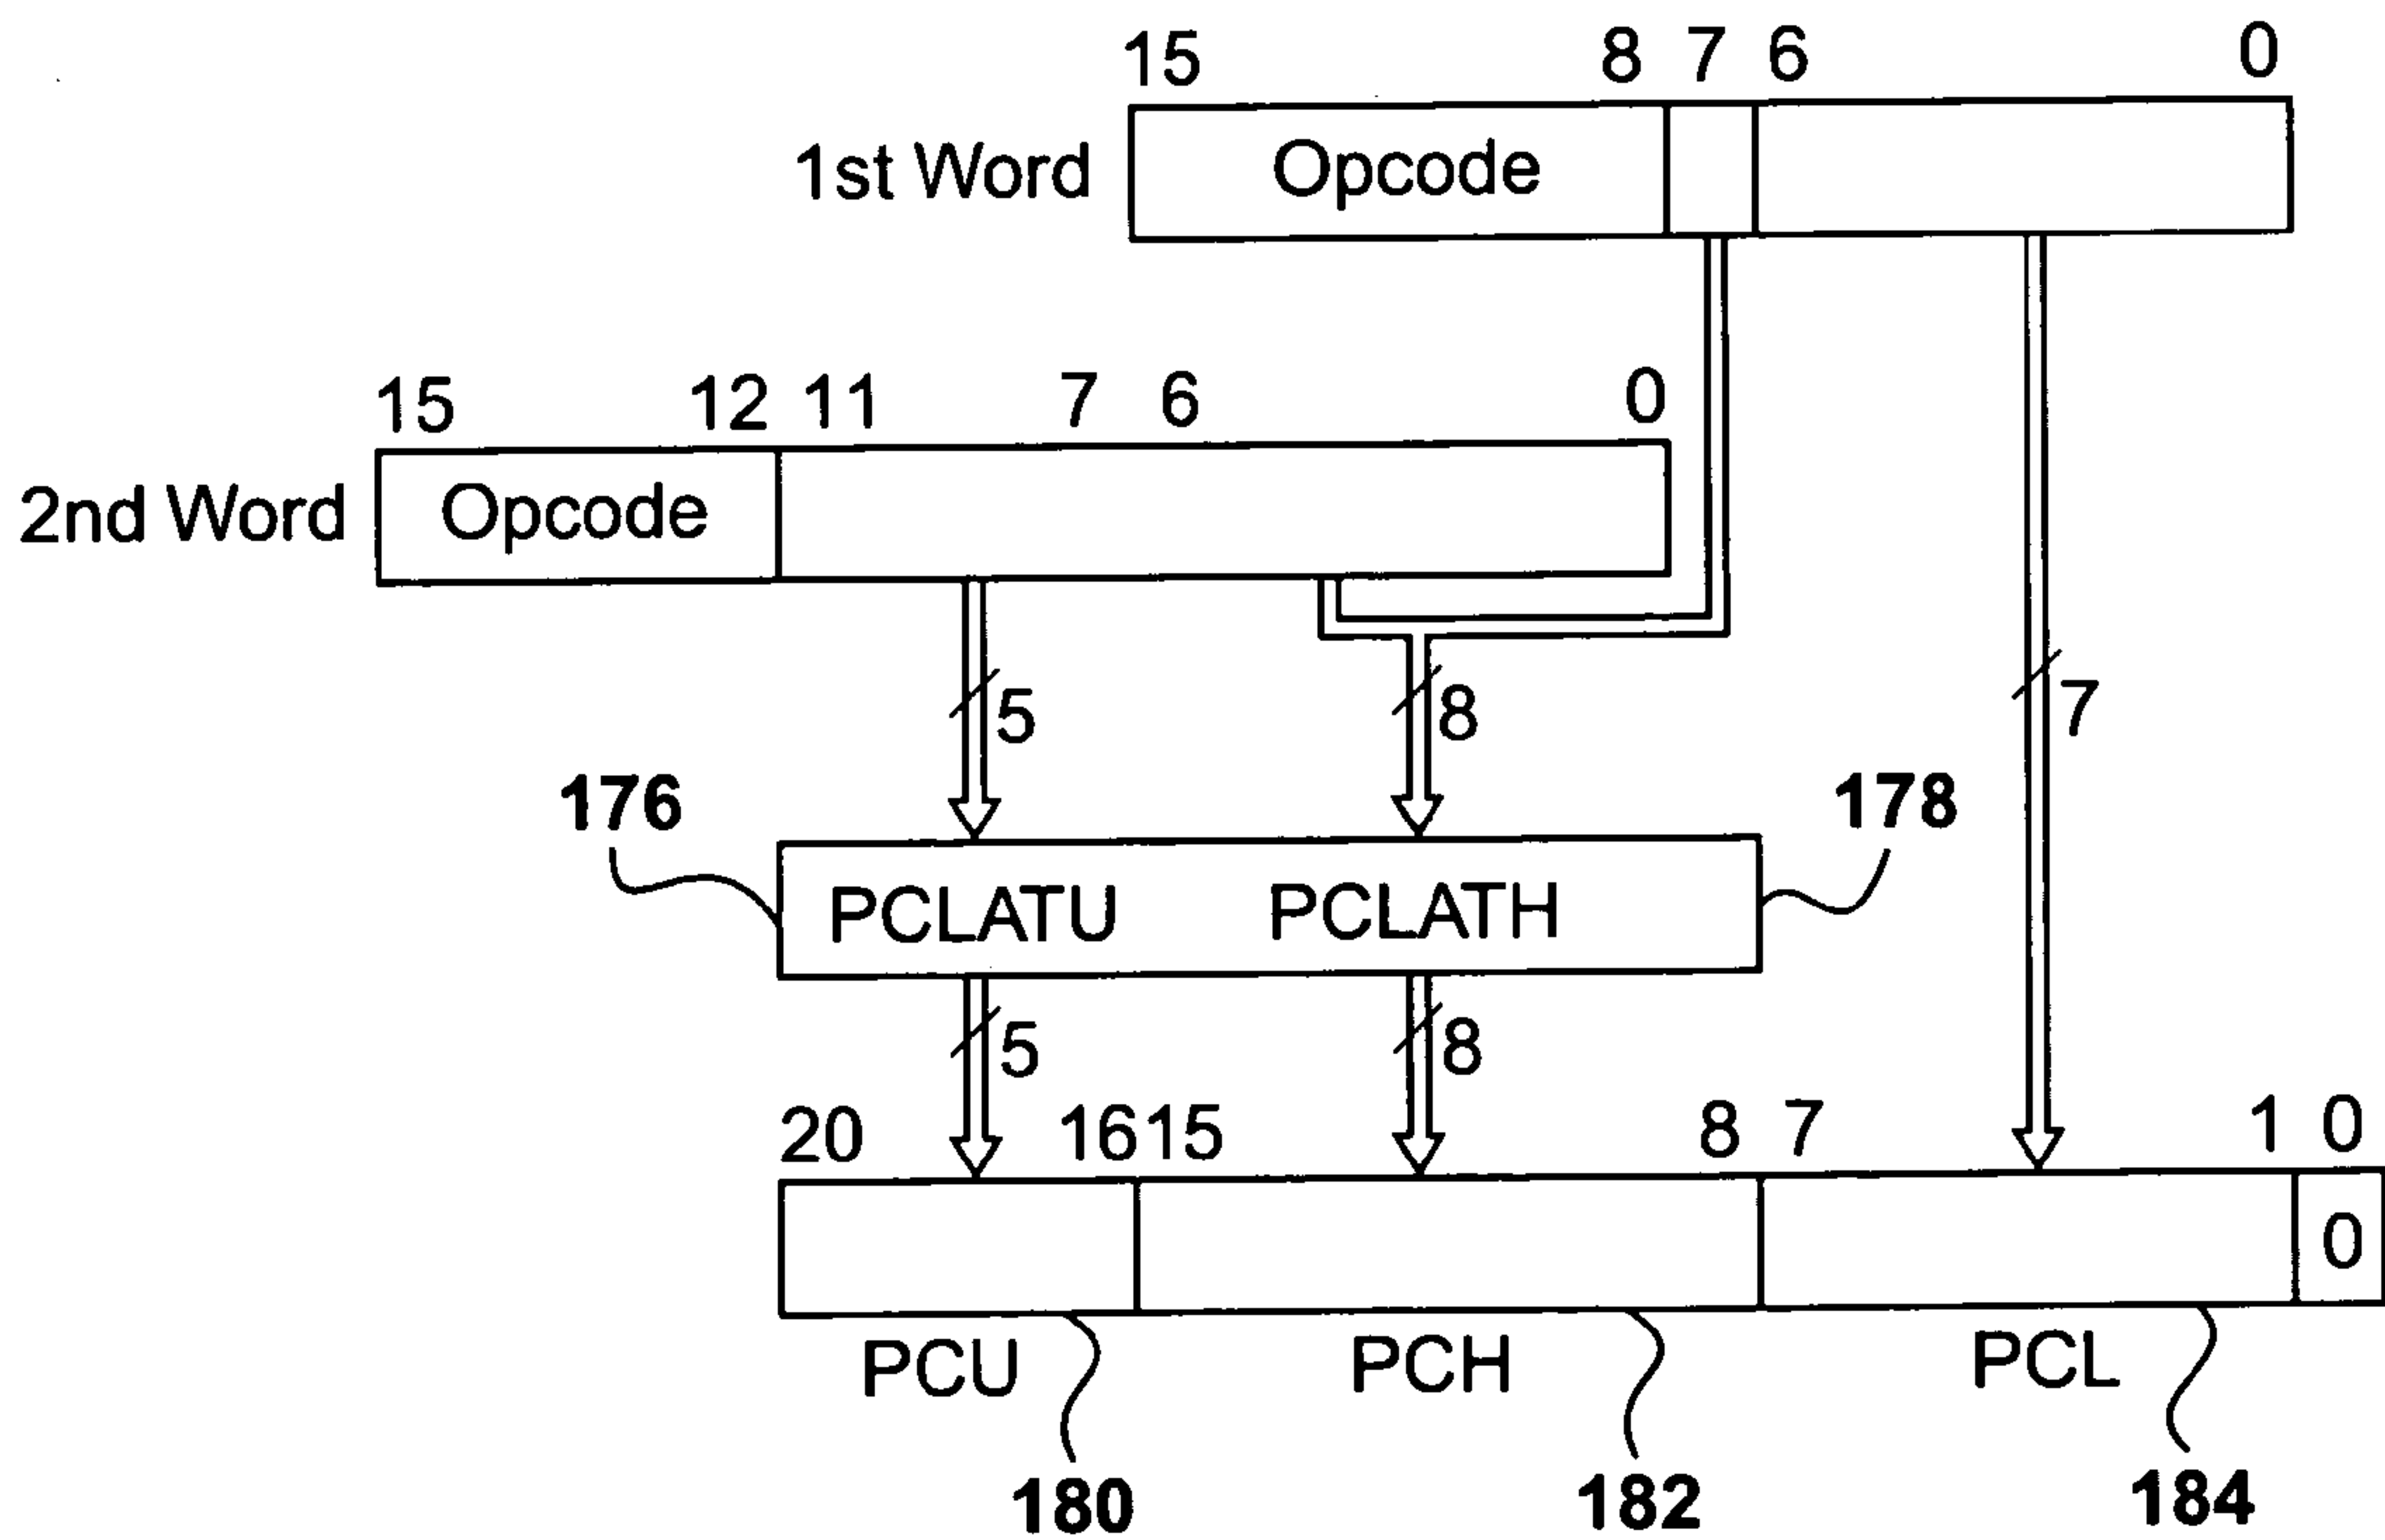 15 8 7 6 0
1st Word Opcode
15 12 11 7 6 0
2nd Word Opcode
5 8 7
176 178
PCLATU PCLATH
5 8
20 16 15 8 7 1 0
0
PCU PCH PCL
180 182 184